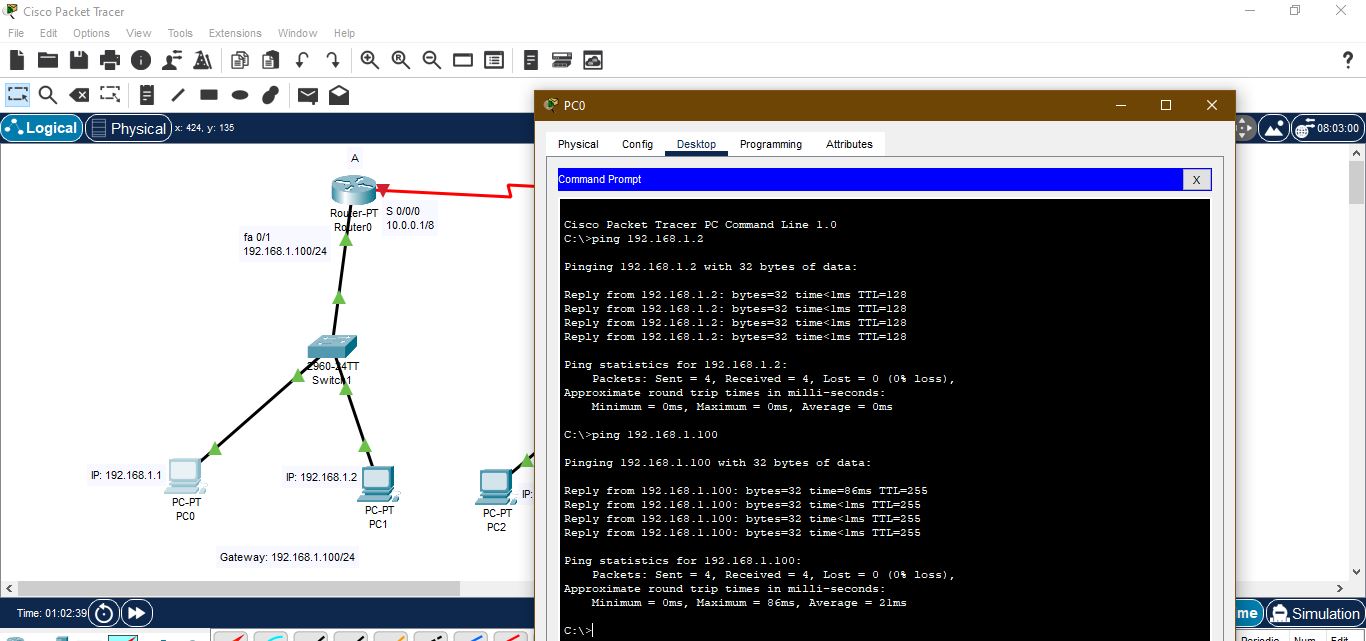 Cisco Packet Tracer
File Edit Options View Tools Extensions Window Help
?
Logical
Physical
x: 424, y: 135
08:03:00
A
Router-PT
Router0
S 0/0/0
10.0.0.1/8
fa 0/1
192.168.1.100/24
2960-24TT
Switch1
IP: 192.168.1.1
PC-PT
PC0
IP: 192.168.1.2
PC-PT
PC1
PC-PT
PC2
IP:
Gateway: 192.168.1.100/24
Time: 01:02:39
PC0
Physical Config Desktop Programming Attributes
Command Prompt
X
Cisco Packet Tracer PC Command Line 1.0
C:\>ping 192.168.1.2
Pinging 192.168.1.2 with 32 bytes of data:
Reply from 192.168.1.2: bytes=32 time<1ms TTL=128
Reply from 192.168.1.2: bytes=32 time<1ms TTL=128
Reply from 192.168.1.2: bytes=32 time<1ms TTL=128
Reply from 192.168.1.2: bytes=32 time<1ms TTL=128
Ping statistics for 192.168.1.2:
Packets: Sent = 4, Received = 4, Lost = 0 (0% loss),
Approximate round trip times in milli-seconds:
Minimum = 0ms, Maximum = 0ms, Average = 0ms
C:\>ping 192.168.1.100
Pinging 192.168.1.100 with 32 bytes of data:
Reply from 192.168.1.100: bytes=32 time=86ms TTL=255
Reply from 192.168.1.100: bytes=32 time<1ms TTL=255
Reply from 192.168.1.100: bytes=32 time<1ms TTL=255
Reply from 192.168.1.100: bytes=32 time<1ms TTL=255
Ping statistics for 192.168.1.100:
Packets: Sent = 4, Received = 4, Lost = 0 (0% loss),
Approximate round trip times in milli-seconds:
Minimum = 0ms, Maximum = 86ms, Average = 21ms
C:\>
me
Simulation
Periodic Num Edit